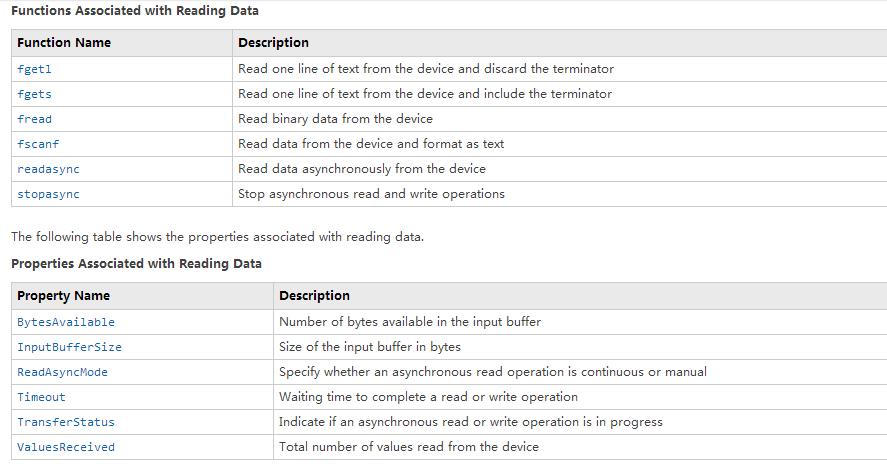 Functions Associated with Reading Data
Function Name Description
fgetl Read one line of text from the device and discard the terminator
fgets Read one line of text from the device and include the terminator
fread Read binary data from the device
fscanf Read data from the device and format as text
readasync Read data asynchronously from the device
stopasync Stop asynchronous read and write operations
The following table shows the properties associated with reading data.
Properties Associated with Reading Data
Property Name Description
BytesAvailable Number of bytes available in the input buffer
InputBufferSize Size of the input buffer in bytes
ReadAsyncMode Specify whether an asynchronous read operation is continuous or manual
Timeout Waiting time to complete a read or write operation
TransferStatus Indicate if an asynchronous read or write operation is in progress
ValuesReceived Total number of values read from the device